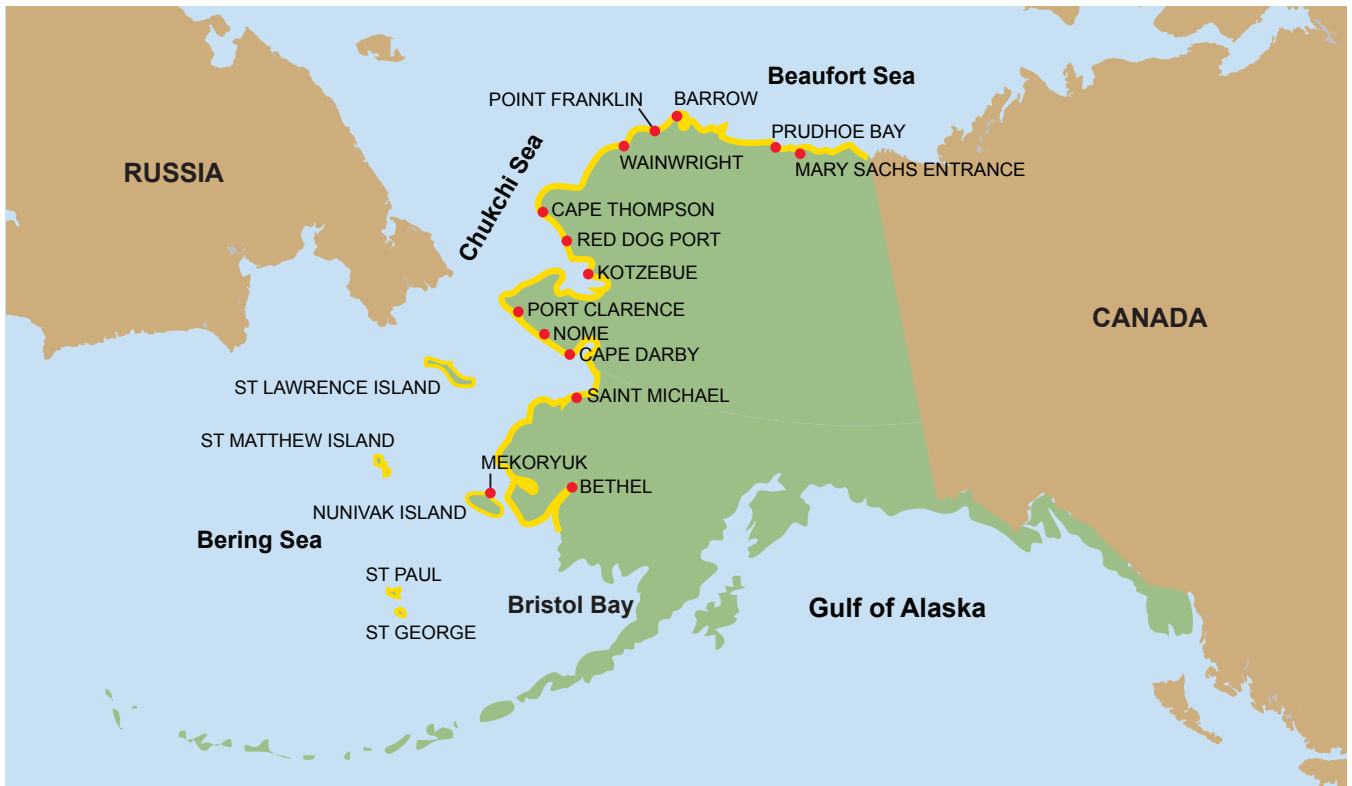 Beaufort Sea
BARROW
POINT FRANKLIN
PRUDHOE BAY
WAINWRIGHT
MARY SACHS ENTRANCE
RUSSIA
Chukchi Sea
CAPE THOMPSON
RED DOG PORT
KOTZEBUE
PORT CLARENCE
CANADA
NOME
CAPE DARBY
ST LAWRENCE ISLAND
SAINT MICHAEL
ST MATTHEW ISLAND
MEKORYUK
BETHEL
NUNIVAK ISLAND
Bering Sea
ST PAUL
Bristol Bay
Gulf of Alaska
ST GEORGE